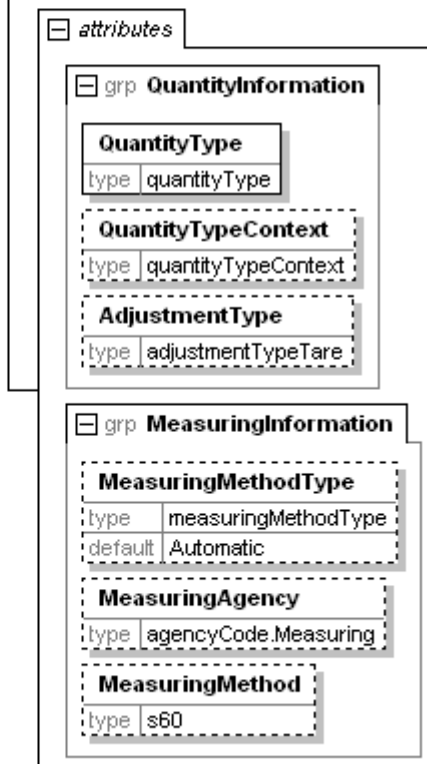 attributes
grp QuantityInformation
QuantityType
type quantityType
QuantityTypeContext
type quantityTypeContext
AdjustmentType
type adjustmentTypeTare
grp MeasuringInformation
MeasuringMethodType
type measuringMethodType
default Automatic
MeasuringAgency
type agencyCode.Measuring
MeasuringMethod
type s60